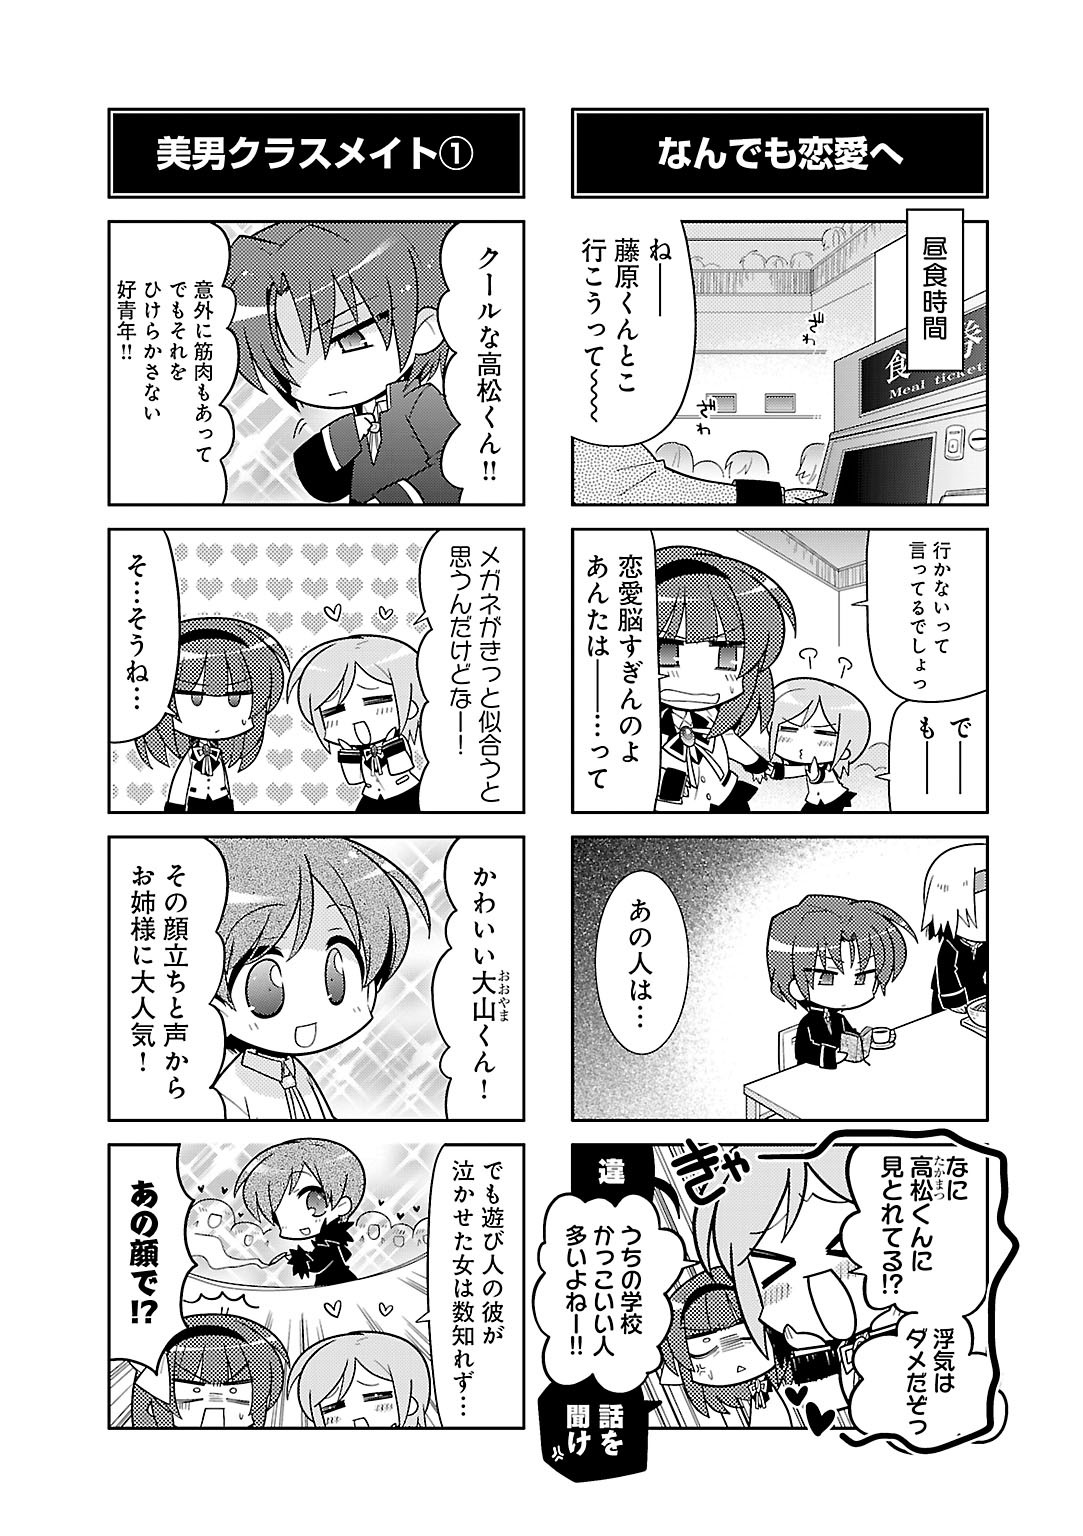 なんでも恋愛へ
昼食時間
食
券
Meal ticket
ざわ
ざわ
ね──
藤原くんとこ
行こうって〜〜
行かないって
言ってるでしょっ
で──
も──
恋愛脳すぎんのよ
あんたは──…って
あの人は…
なに
高松くんに
たかまつ
見とれてる!?
浮気は
ダメだぞっ
きゃー
違
うちの学校
かっこいい人
多いよねー!!
話を
聞け
美男クラスメイト①
クールな高松くん!!
意外に筋肉もあって
でもそれを
ひけらかさない
好青年!!
メガネがきっと似合うと
思うんだけどなー!
そ…そうね…
かわいい大山くん!
おおやま
その顔立ちと声から
お姉様に大人気!
でも遊び人の彼が
泣かせた女は数知れず…
あの顔で!?